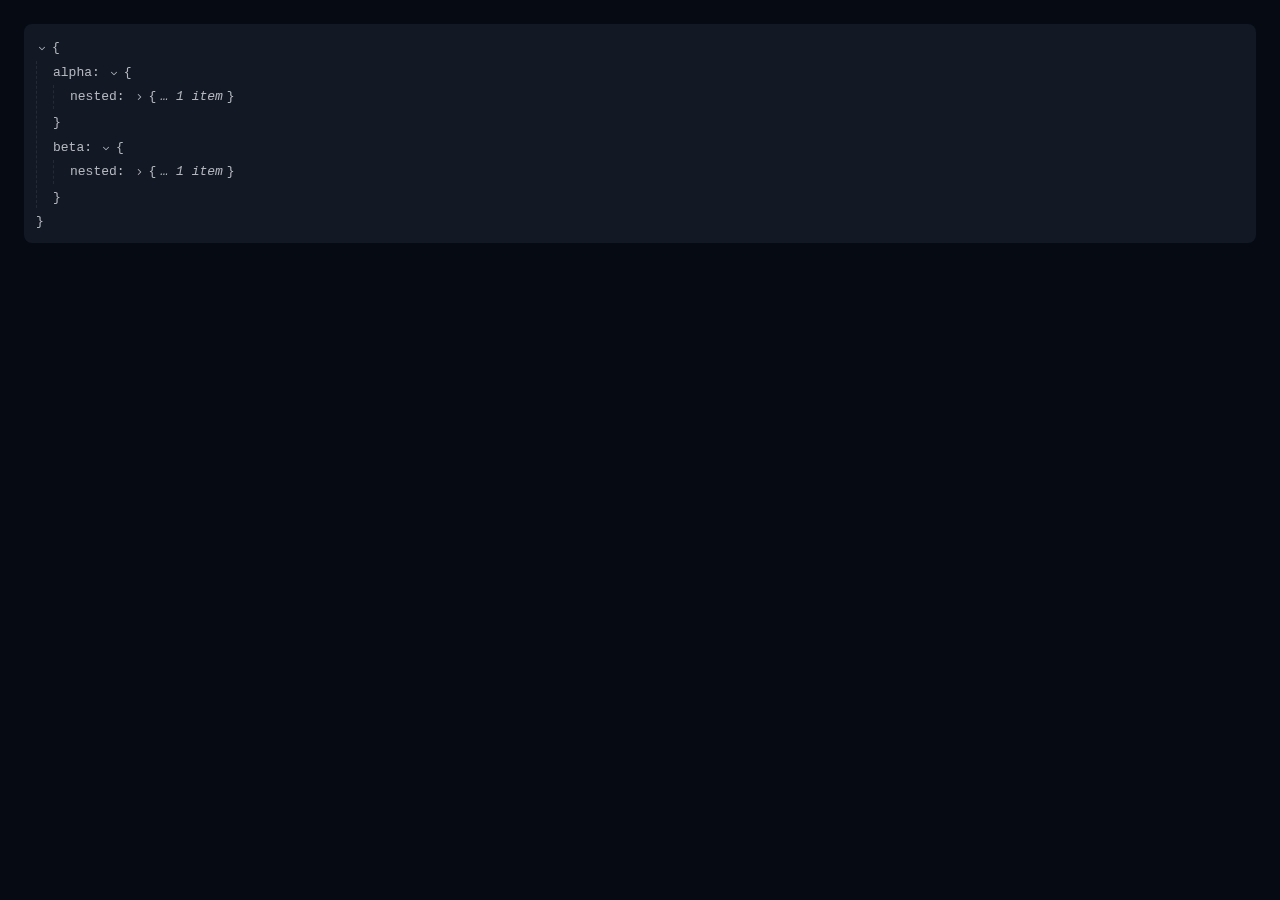 {
alpha: {
nested: {… 1 item}
}
beta: {
nested: {… 1 item}
}
}